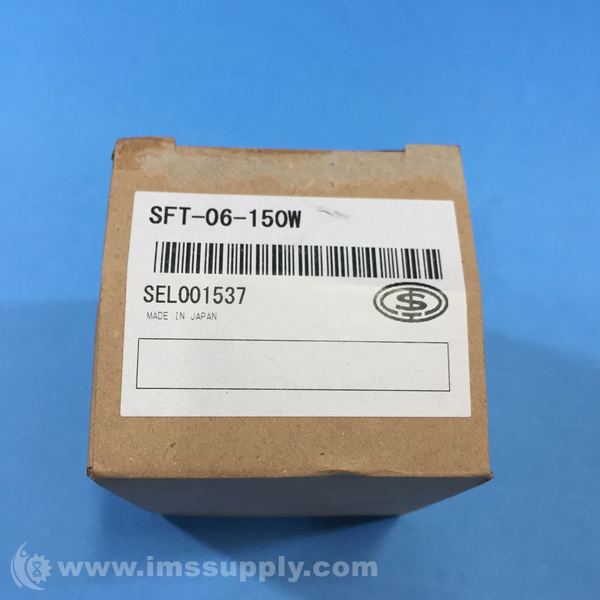 SFT-06-150W
SEL001537
MADE IN JAPAN
www.imssupply.com